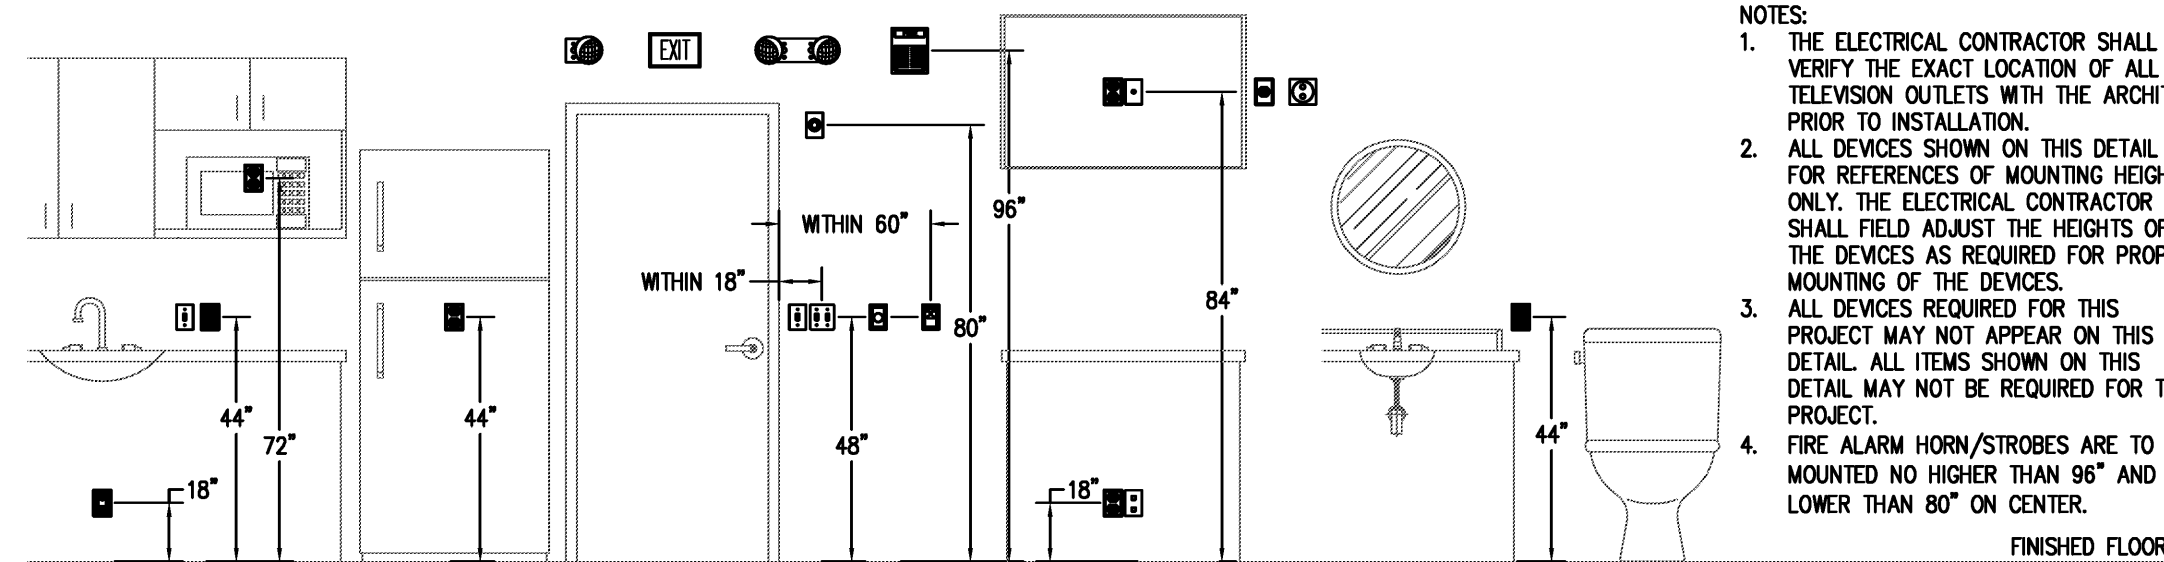 EXIT
WITHIN 60"
WITHIN 18"
96"
84"
80"
44"
72"
44"
48"
44"
18"
18"
NOTES:
1. THE ELECTRICAL CONTRACTOR SHALL
VERIFY THE EXACT LOCATION OF ALL
TELEVISION OUTLETS WITH THE ARCHIT
PRIOR TO INSTALLATION.
2. ALL DEVICES SHOWN ON THIS DETAIL
FOR REFERENCES OF MOUNTING HEIGH
ONLY. THE ELECTRICAL CONTRACTOR
SHALL FIELD ADJUST THE HEIGHTS OF
THE DEVICES AS REQUIRED FOR PROP
MOUNTING OF THE DEVICES.
3. ALL DEVICES REQUIRED FOR THIS
PROJECT MAY NOT APPEAR ON THIS
DETAIL. ALL ITEMS SHOWN ON THIS
DETAIL MAY NOT BE REQUIRED FOR T
PROJECT.
4. FIRE ALARM HORN/STROBES ARE TO
MOUNTED NO HIGHER THAN 96" AND
LOWER THAN 80" ON CENTER.
FINISHED FLOOR